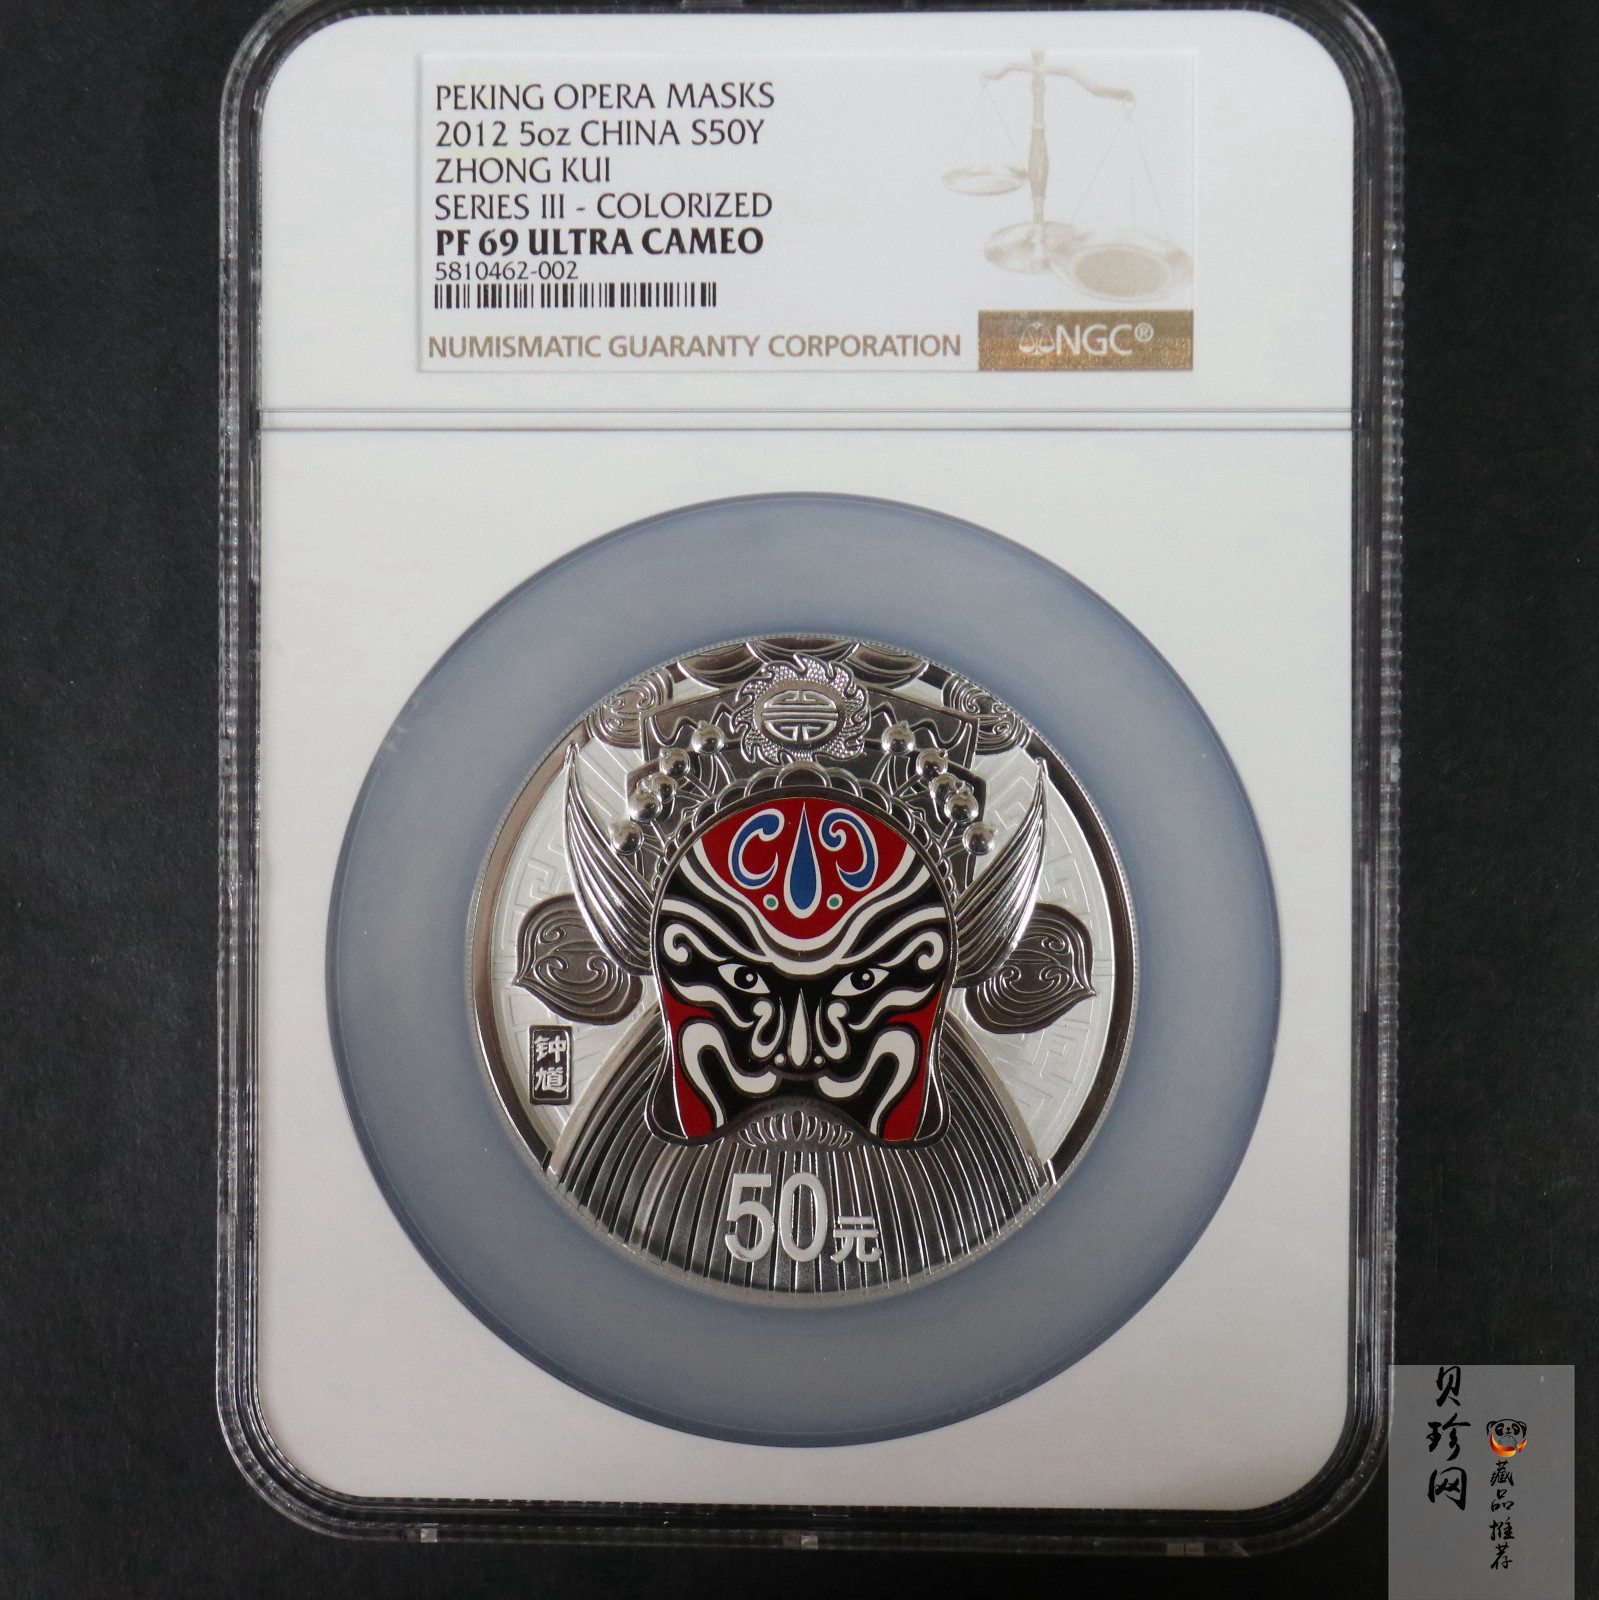 PEKING OPERA MASKS
2012 5oz CHINA S50Y
ZHONG KUI
SERIES III - COLORIZED
PF 69 ULTRA CAMEO
5810462-002
NUMISMATIC GUARANTY CORPORATION
NGC®
钟馗
50元
贝珍网
藏品推荐